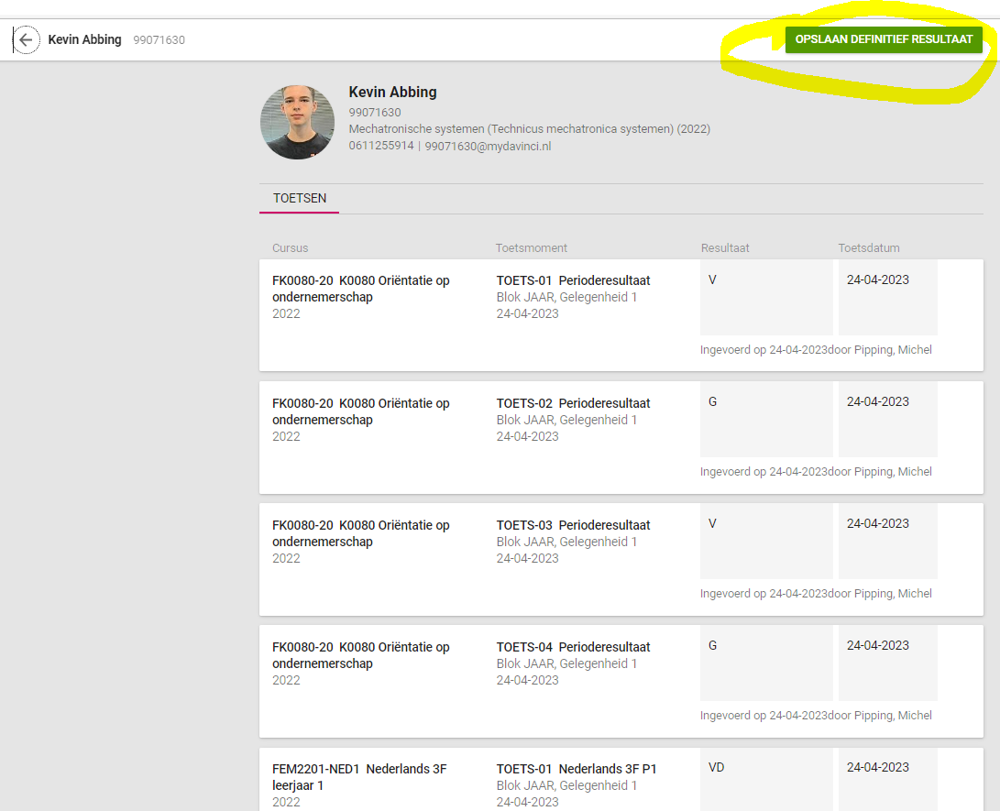 Kevin Abbing 99071630 OPSLAAN DEFINITIEF RESULTAAT
Kevin Abbing
99071630
Mechatronische systemen (Technicus mechatronica systemen) (2022)
0611255914 | 99071630@mydavinci.nl
TOETSEN
Cursus Toetsmoment Resultaat Toetsdatum
FK0080-20 K0080 Oriëntatie op TOETS-01 Perioderesultaat V 24-04-2023
ondernemerschap Blok JAAR, Gelegenheid 1
2022 24-04-2023
Ingevoerd op 24-04-2023door Pipping, Michel
FK0080-20 K0080 Oriëntatie op TOETS-02 Perioderesultaat G 24-04-2023
ondernemerschap Blok JAAR, Gelegenheid 1
2022 24-04-2023
Ingevoerd op 24-04-2023door Pipping, Michel
FK0080-20 K0080 Oriëntatie op TOETS-03 Perioderesultaat V 24-04-2023
ondernemerschap Blok JAAR, Gelegenheid 1
2022 24-04-2023
Ingevoerd op 24-04-2023door Pipping, Michel
FK0080-20 K0080 Oriëntatie op TOETS-04 Perioderesultaat G 24-04-2023
ondernemerschap Blok JAAR, Gelegenheid 1
2022 24-04-2023
Ingevoerd op 24-04-2023door Pipping, Michel
FEM2201-NED1 Nederlands 3F TOETS-01 Nederlands 3F P1 VD 24-04-2023
leerjaar 1 Blok JAAR, Gelegenheid 1
2022 24-04-2023